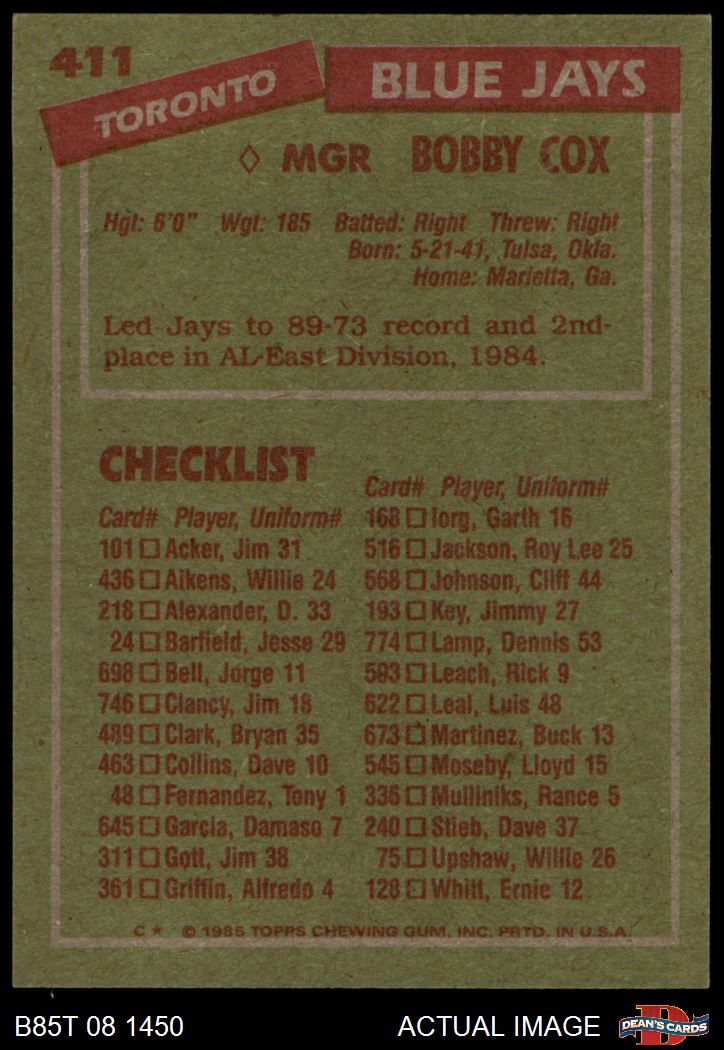 411
TORONTO BLUE JAYS
◊ MGR BOBBY COX
Hgt: 6'0" Wgt: 185 Batted: Right Threw: Right
Born: 5-21-41, Tulsa, Okla.
Home: Marietta, Ga.
Led Jays to 89-73 record and 2nd-
place in AL-East Division, 1984.
CHECKLIST
Card# Player, Uniform#
101 □ Acker, Jim 31
436 □ Aikens, Willie 24
218 □ Alexander, D. 33
24 □ Barfield, Jesse 29
698 □ Bell, Jorge 11
746 □ Clancy, Jim 18
489 □ Clark, Bryan 35
463 □ Collins, Dave 10
48 □ Fernandez, Tony 1
645 □ Garcia, Damaso 7
311 □ Gott, Jim 38
361 □ Griffin, Alfredo 4
Card# Player, Uniform#
168 □ Iorg, Garth 16
516 □ Jackson, Roy Lee 25
568 □ Johnson, Cliff 44
193 □ Key, Jimmy 27
774 □ Lamp, Dennis 53
593 □ Leach, Rick 9
622 □ Leal, Luis 48
673 □ Martinez, Buck 13
545 □ Moseby, Lloyd 15
336 □ Mulliniks, Rance 5
240 □ Stieb, Dave 37
75 □ Upshaw, Willie 26
128 □ Whitt, Ernie 12
C ★ © 1985 TOPPS CHEWING GUM, INC. PRTD. IN U.S.A.
B85T 08 1450 ACTUAL IMAGE
D
DEAN'S CARDS